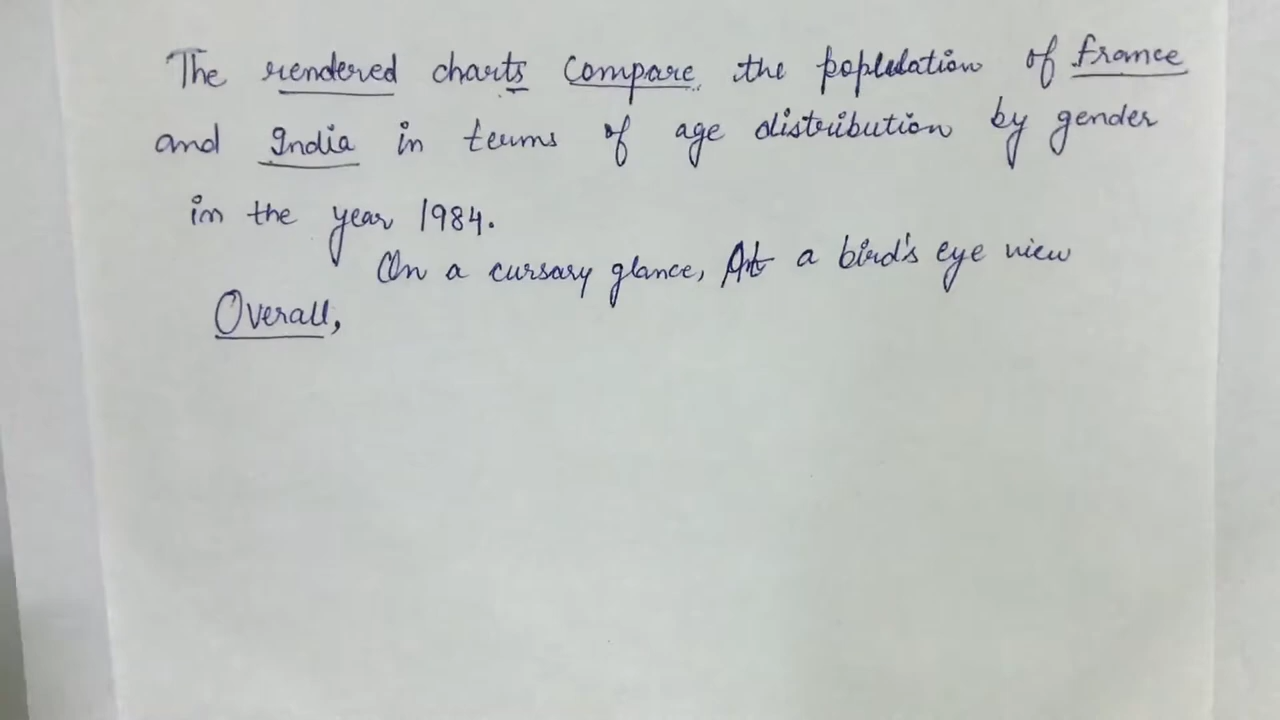 The rendered charts compare the poplulation of france
and India in terms of age distribution by gender
in the year 1984.
On a cursary glance, At a bird's eye view
Overall,